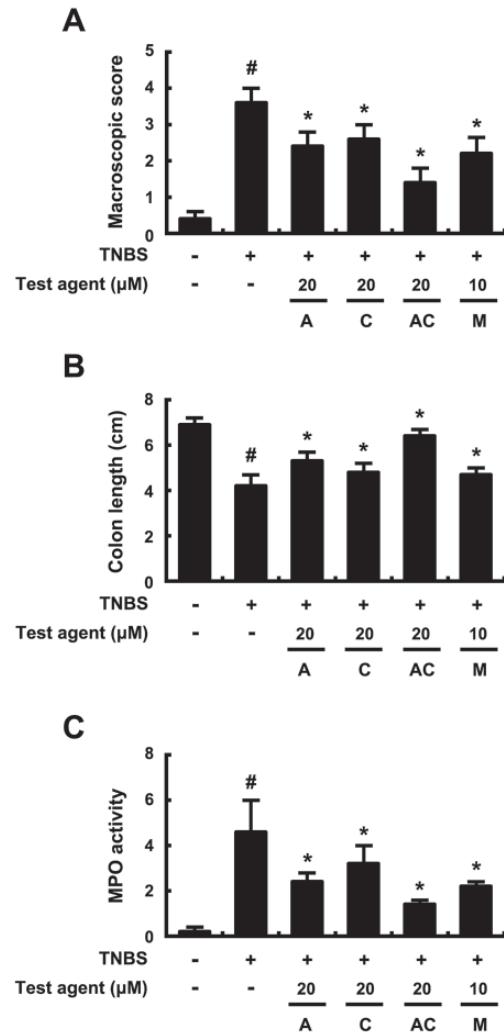 A
Macroscopic score
5
4
3
2
1
0
#
*
*
*
*
TNBS - + + + + +
Test agent (μM) - - 20 20 20 10
A C AC M
B
Colon length (cm)
8
6
4
2
0
#
*
*
*
*
TNBS - + + + + +
Test agent (μM) - - 20 20 20 10
A C AC M
C
MPO activity
8
6
4
2
0
#
*
*
*
*
TNBS - + + + + +
Test agent (μM) - - 20 20 20 10
A C AC M